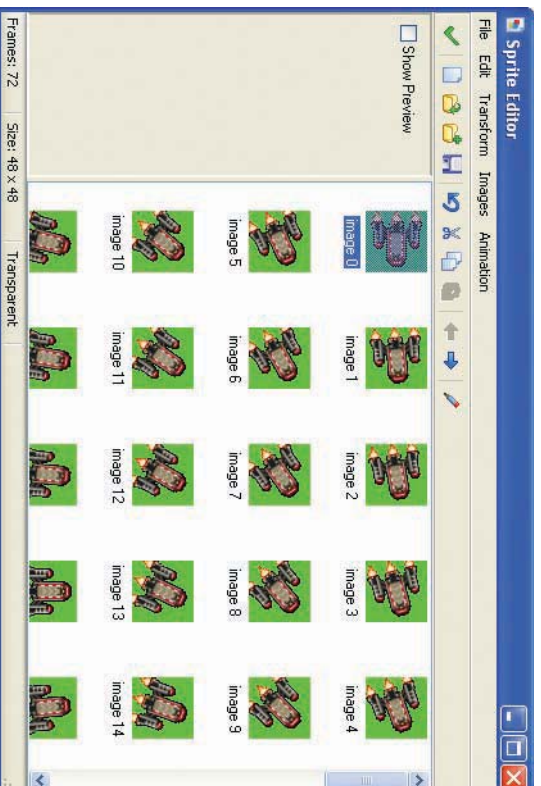 Sprite Editor
File Edit Transform Images Animation
Show Preview
image 0 image 1 image 2 image 3 image 4
image 5 image 6 image 7 image 8 image 9
image 10 image 11 image 12 image 13 image 14
Frames: 72 Size: 48 x 48 Transparent